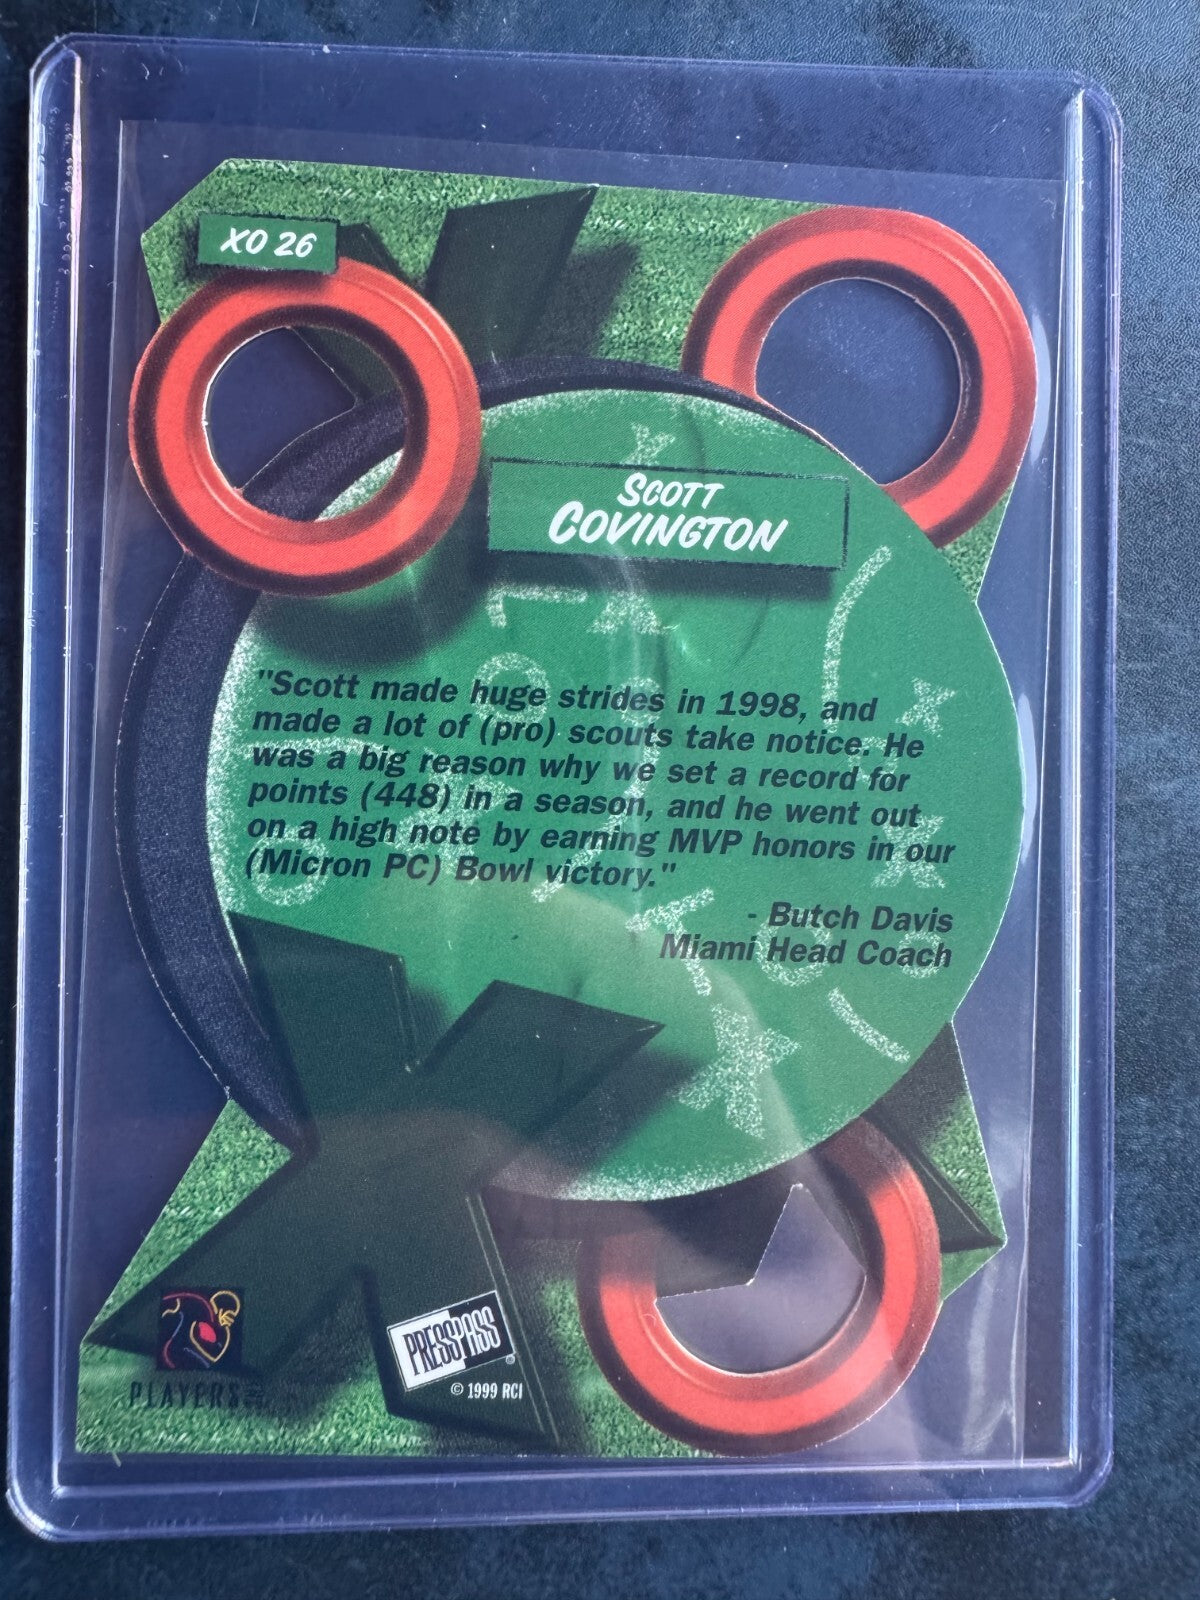 XO 26
SCOTT
COVINGTON
"Scott made huge strides in 1998, and
made a lot of (pro) scouts take notice. He
was a big reason why we set a record for
points (448) in a season, and he went out
on a high note by earning MVP honors in our
(Micron PC) Bowl victory."
- Butch Davis
Miami Head Coach
PRESS PASS
®
© 1999 RCI
PLAYERS